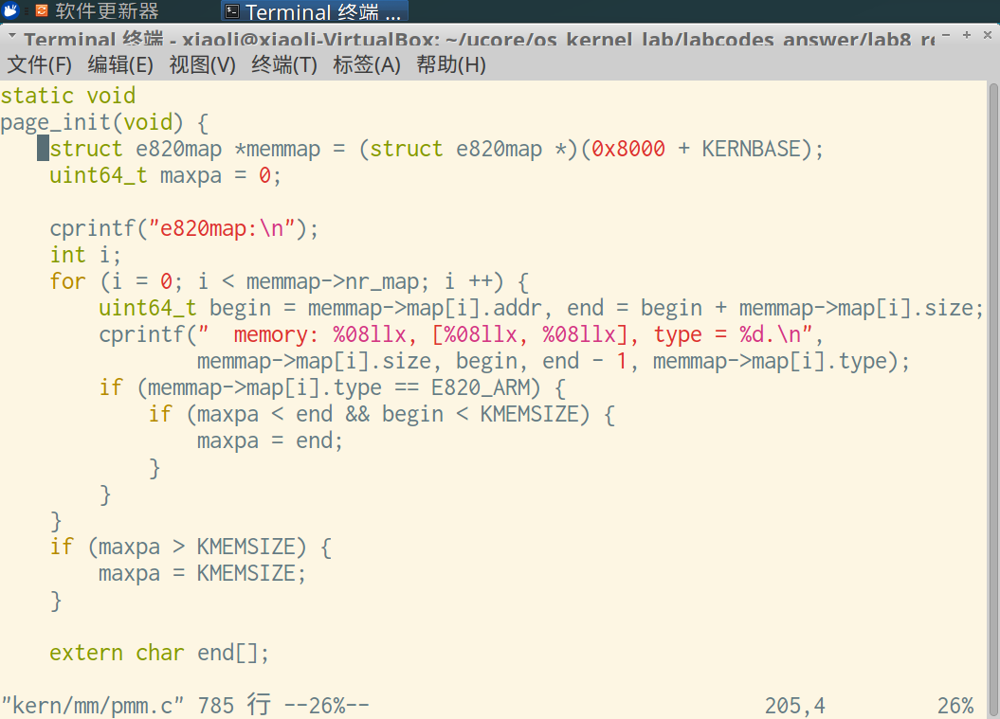 软件更新器
Terminal 终端 ...
Terminal 终端 - xiaoli@xiaoli-VirtualBox: ~/ucore/os_kernel_lab/labcodes_answer/lab8_re
文件(F) 编辑(E) 视图(V) 终端(T) 标签(A) 帮助(H)
static void
page_init(void) {
    struct e820map *memmap = (struct e820map *)(0x8000 + KERNBASE);
    uint64_t maxpa = 0;

    cprintf("e820map:\n");
    int i;
    for (i = 0; i < memmap->nr_map; i ++) {
        uint64_t begin = memmap->map[i].addr, end = begin + memmap->map[i].size;
        cprintf("  memory: %08llx, [%08llx, %08llx], type = %d.\n",
                memmap->map[i].size, begin, end - 1, memmap->map[i].type);
        if (memmap->map[i].type == E820_ARM) {
            if (maxpa < end && begin < KMEMSIZE) {
                maxpa = end;
            }
        }
    }
    if (maxpa > KMEMSIZE) {
        maxpa = KMEMSIZE;
    }

    extern char end[];

"kern/mm/pmm.c" 785 行 --26%-- 205,4 26%